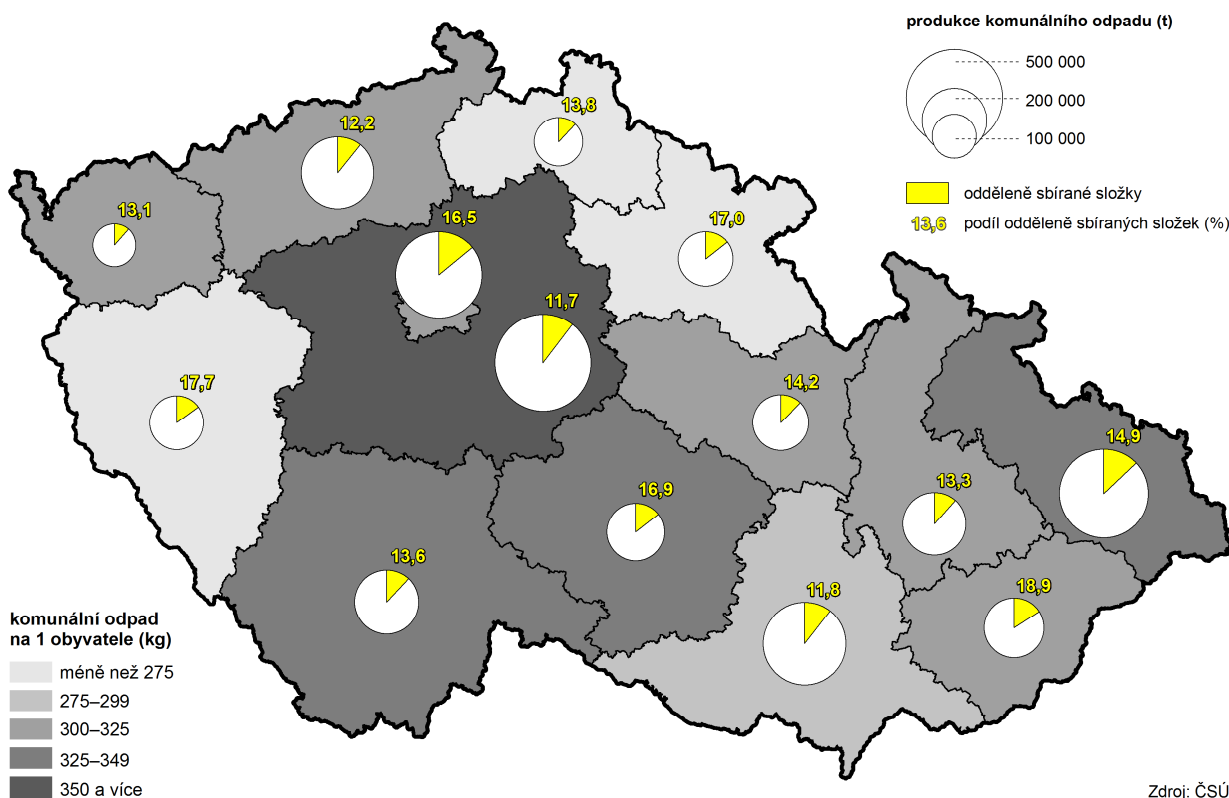 produkce komunálního odpadu (t)
500 000
200 000
100 000
odděleně sbírané složky
13,6 podíl odděleně sbíraných složek (%)
13,8
12,2
13,1
16,5
17,0
11,7
17,7
14,2
14,9
16,9
13,3
13,6
11,8
18,9
komunální odpad
na 1 obyvatele (kg)
méně než 275
275–299
300–325
325–349
350 a více
Zdroj: ČSÚ